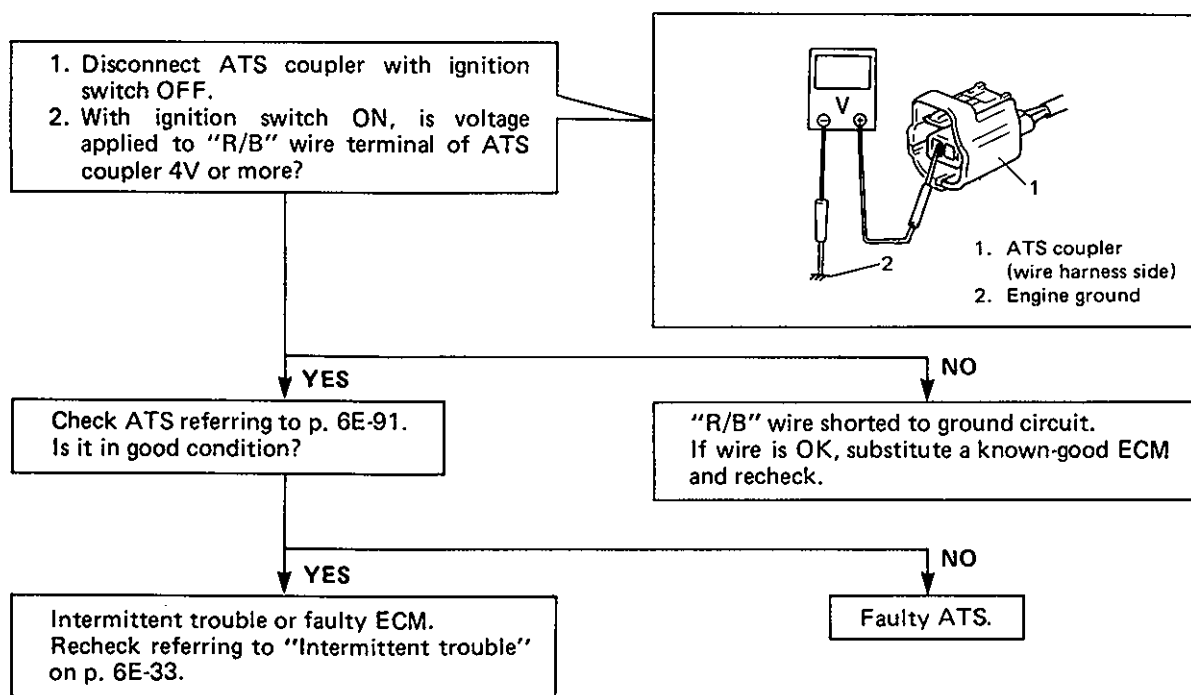 1. Disconnect ATS coupler with ignition
switch OFF.
2. With ignition switch ON, is voltage
applied to "R/B" wire terminal of ATS
coupler 4V or more?
V
1
2
1. ATS coupler
(wire harness side)
2. Engine ground
YES
NO
Check ATS referring to p. 6E-91.
Is it in good condition?
"R/B" wire shorted to ground circuit.
If wire is OK, substitute a known-good ECM
and recheck.
YES
NO
Intermittent trouble or faulty ECM.
Recheck referring to "Intermittent trouble"
on p. 6E-33.
Faulty ATS.